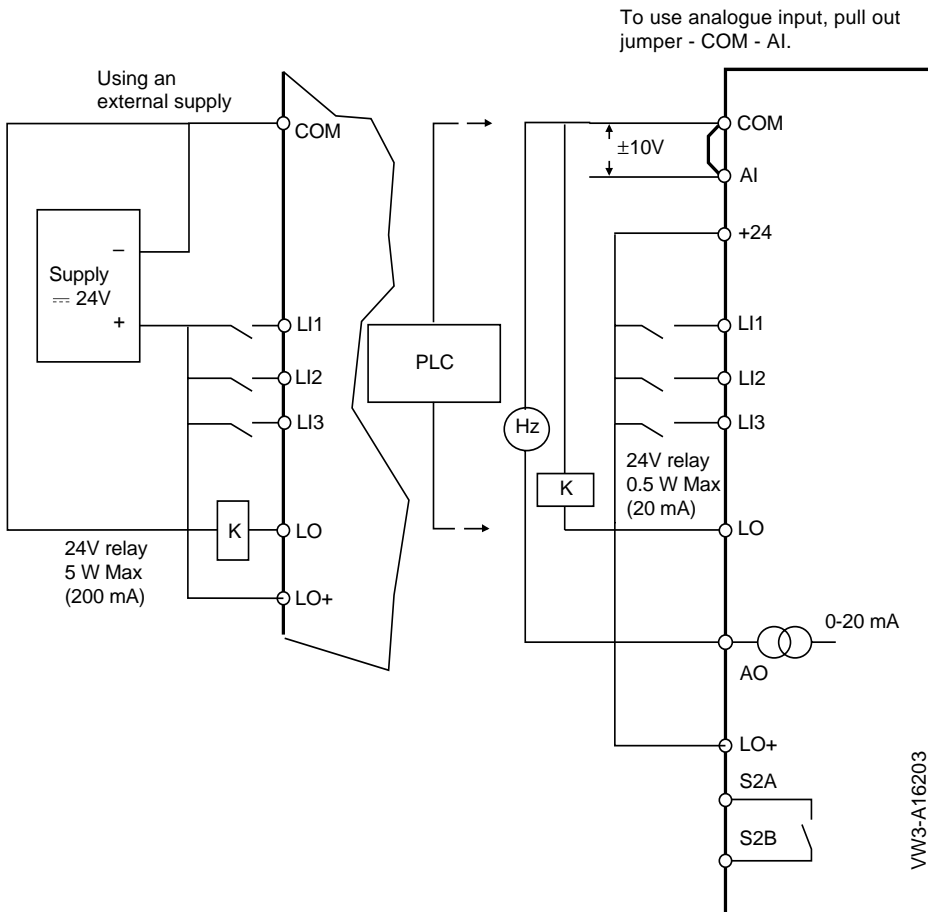 To use analogue input, pull out
jumper - COM - AI.
Using an
external supply
COM
Supply
⎓ 24V
–
+
LI1
LI2
LI3
K
LO
24V relay
5 W Max
(200 mA)
LO+
PLC
COM
±10V
AI
+24
LI1
LI2
LI3
Hz
24V relay
0.5 W Max
(20 mA)
K
LO
0-20 mA
AO
LO+
S2A
S2B
VW3-A16203